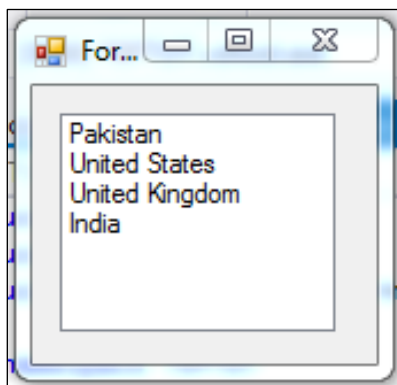 For...
Pakistan
United States
United Kingdom
India